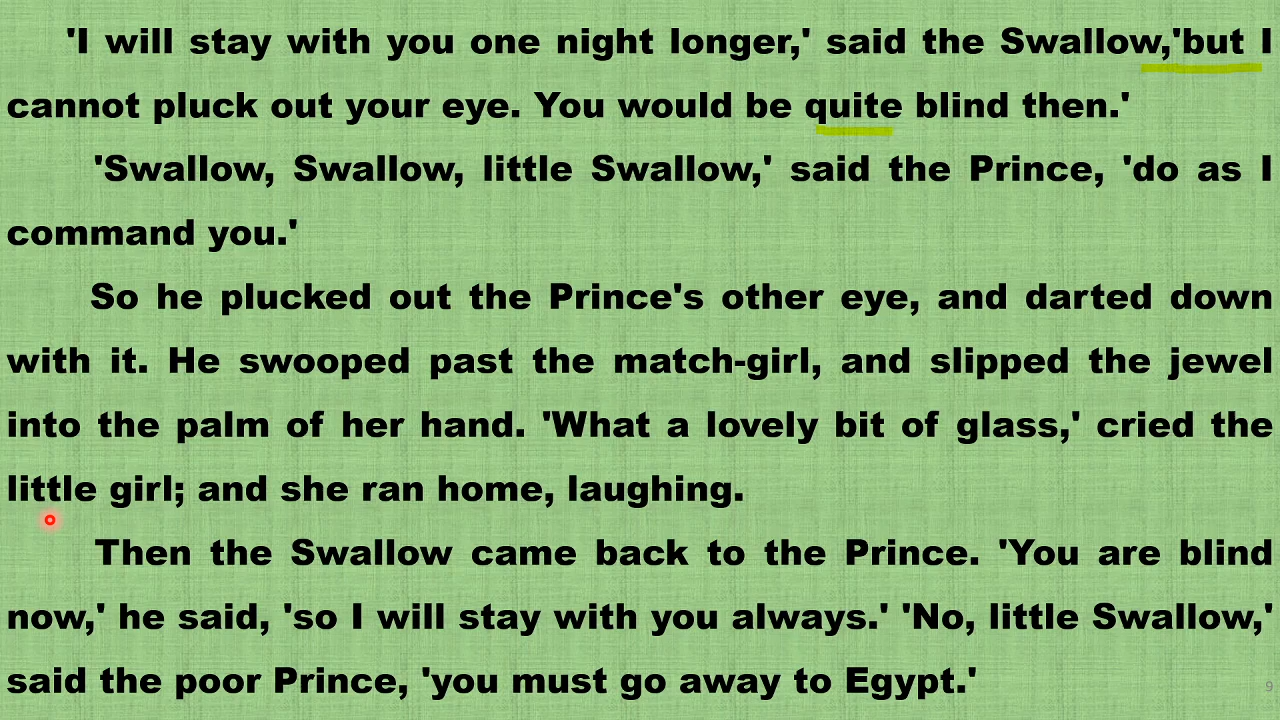 'I will stay with you one night longer,' said the Swallow,'but I
cannot pluck out your eye. You would be quite blind then.'
'Swallow, Swallow, little Swallow,' said the Prince, 'do as I
command you.'
So he plucked out the Prince's other eye, and darted down
with it. He swooped past the match-girl, and slipped the jewel
into the palm of her hand. 'What a lovely bit of glass,' cried the
little girl; and she ran home, laughing.
Then the Swallow came back to the Prince. 'You are blind
now,' he said, 'so I will stay with you always.' 'No, little Swallow,'
said the poor Prince, 'you must go away to Egypt.'
9